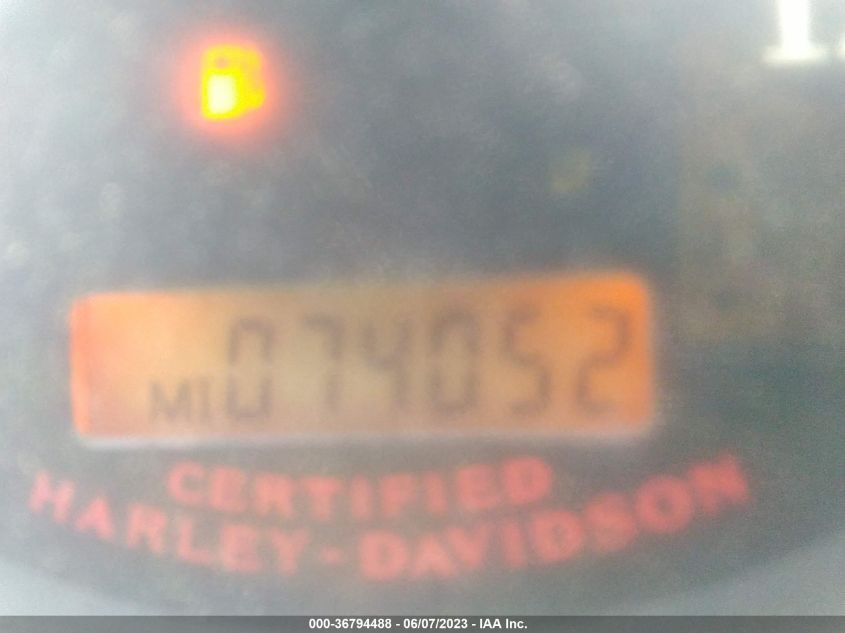 MI 074052
CERTIFIED
HARLEY-DAVIDSON
000-36794488 - 06/07/2023 - IAA Inc.